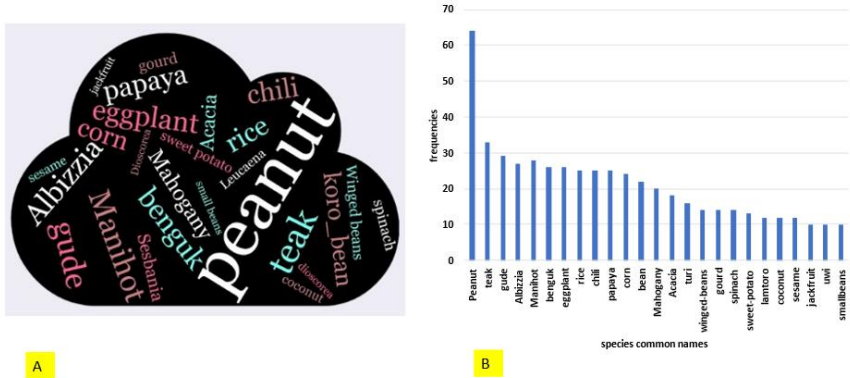 jackfruit
gourd
papaya
chili
eggplant
Acacia
rice
corn
sweet potato
Dioscorea
sesame
Albizzia
Mahogany
Leucaena
small beans
peanut
Winged beans
spinach
koro_bean
benguk
Manihot
gude
Sesbania
teak
dioscorea
coconut
A
70
60
50
40
30
20
10
0
frequencies
Peanut
teak
gude
Albizzia
Manihot
benguk
eggplant
rice
chili
papaya
corn
bean
Mahogany
Acacia
turi
winged-beans
gourd
spinach
sweet-potato
lamtoro
coconut
sesame
jackfruit
uwi
smallbeans
species common names
B